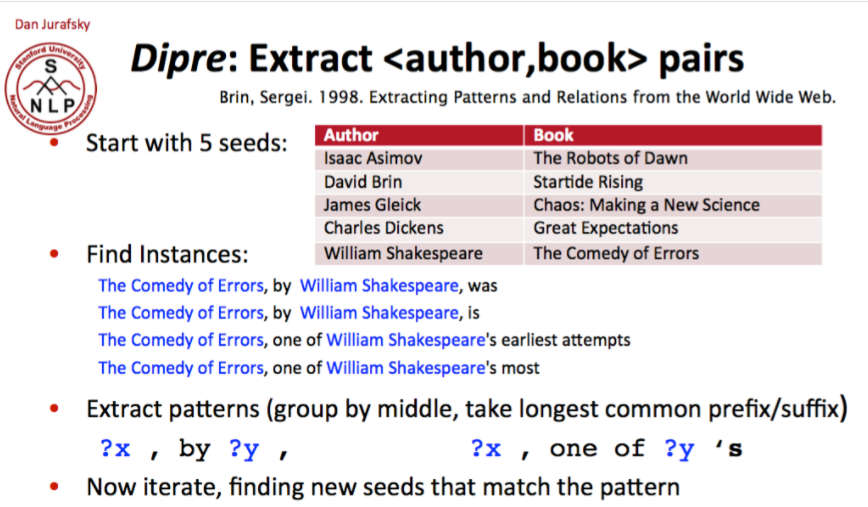 Dan Jurafsky
Stanford University
S
NLP
Natural Language Processing
Dipre: Extract <author,book> pairs
Brin, Sergei. 1998. Extracting Patterns and Relations from the World Wide Web.
• Start with 5 seeds:
Author Book
Isaac Asimov The Robots of Dawn
David Brin Startide Rising
James Gleick Chaos: Making a New Science
Charles Dickens Great Expectations
William Shakespeare The Comedy of Errors
• Find Instances:
The Comedy of Errors, by William Shakespeare, was
The Comedy of Errors, by William Shakespeare, is
The Comedy of Errors, one of William Shakespeare's earliest attempts
The Comedy of Errors, one of William Shakespeare's most
• Extract patterns (group by middle, take longest common prefix/suffix)
?x , by ?y , ?x , one of ?y ‘s
• Now iterate, finding new seeds that match the pattern